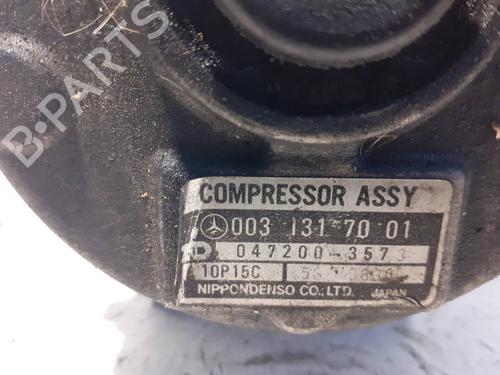 B-PARTS
COMPRESSOR ASSY
003 131 70 01
047200-3573
10P15C
NIPPONDENSO CO., LTD. JAPAN